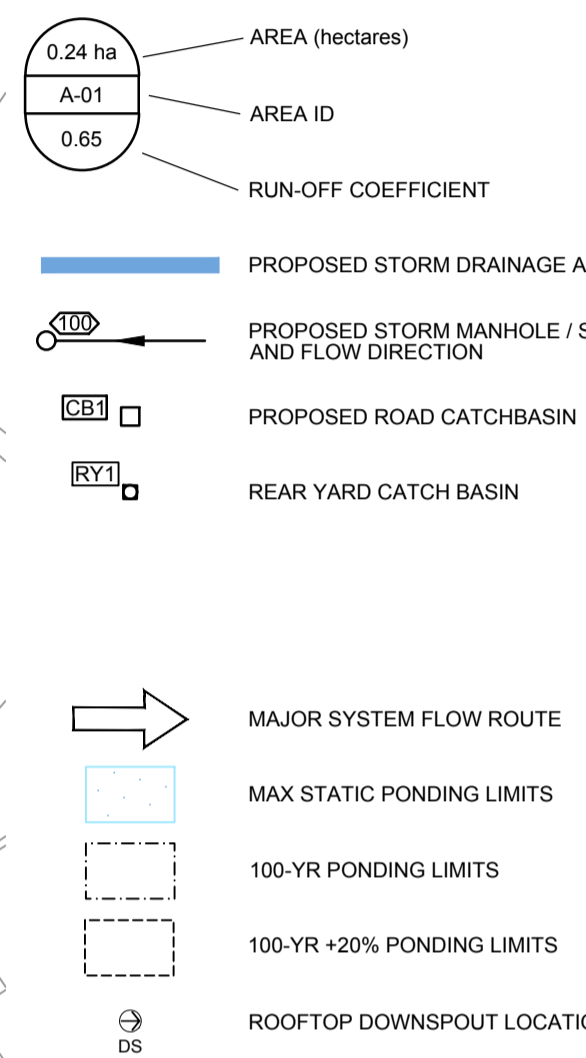 0.24 ha
AREA (hectares)
A-01
AREA ID
0.65
RUN-OFF COEFFICIENT
PROPOSED STORM DRAINAGE
100
PROPOSED STORM MANHOLE /
AND FLOW DIRECTION
CB1
PROPOSED ROAD CATCHBASIN
RY1
REAR YARD CATCH BASIN
MAJOR SYSTEM FLOW ROUTE
MAX STATIC PONDING LIMITS
100-YR PONDING LIMITS
100-YR +20% PONDING LIMITS
DS
ROOFTOP DOWNSPOUT